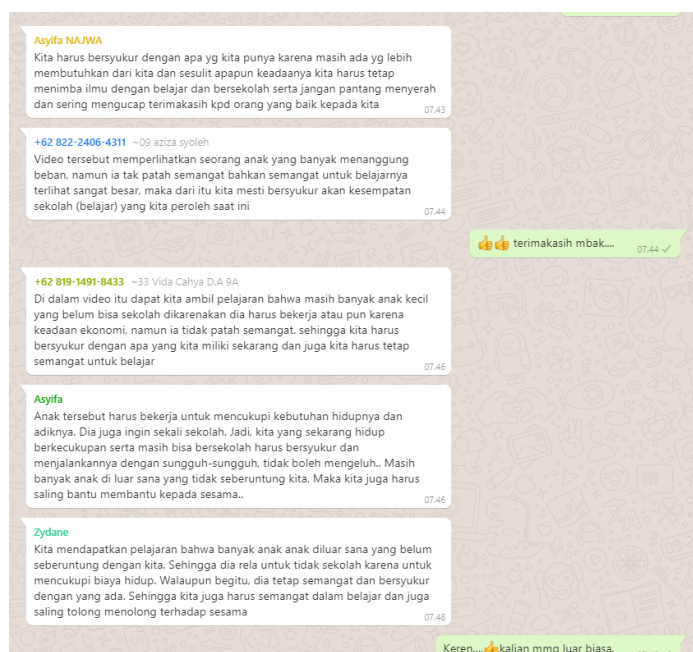 Asyifa NAJWA
Kita harus bersyukur dengan apa yg kita punya karena masih ada yg lebih
membutuhkan dari kita dan sesulit apapun keadaanya kita harus tetap
menimba ilmu dengan belajar dan bersekolah serta jangan pantang menyerah
dan sering mengucap terimakasih kpd orang yang baik kepada kita
07.43
+62 822-2406-4311 ~09 aziza syoleh
Video tersebut memperlihatkan seorang anak yang banyak menanggung
beban, namun ia tak patah semangat bahkan semangat untuk belajarnya
terlihat sangat besar, maka dari itu kita mesti bersyukur akan kesempatan
sekolah (belajar) yang kita peroleh saat ini
07.44
👍👍 terimakasih mbak.... 07.44 ✓
+62 819-1491-8433 ~33 Vida Cahya D.A 9A
Di dalam video itu dapat kita ambil pelajaran bahwa masih banyak anak kecil
yang belum bisa sekolah dikarenakan dia harus bekerja atau pun karena
keadaan ekonomi, namun ia tidak patah semangat. sehingga kita harus
bersyukur dengan apa yang kita miliki sekarang dan juga kita harus tetap
semangat untuk belajar
07.46
Asyifa
Anak tersebut harus bekerja untuk mencukupi kebutuhan hidupnya dan
adiknya. Dia juga ingin sekali sekolah. Jadi, kita yang sekarang hidup
berkecukupan serta masih bisa bersekolah harus bersyukur dan
menjalankannya dengan sungguh-sungguh, tidak boleh mengeluh.. Masih
banyak anak di luar sana yang tidak seberuntung kita. Maka kita juga harus
saling bantu membantu kepada sesama..
07.46
Zydane
Kita mendapatkan pelajaran bahwa banyak anak anak diluar sana yang belum
seberuntung dengan kita. Sehingga dia rela untuk tidak sekolah karena untuk
mencukupi biaya hidup. Walaupun begitu, dia tetap semangat dan bersyukur
dengan yang ada. Sehingga kita juga harus semangat dalam belajar dan juga
saling tolong menolong terhadap sesama
07.48
Keren....👍kalian mmg luar biasa.